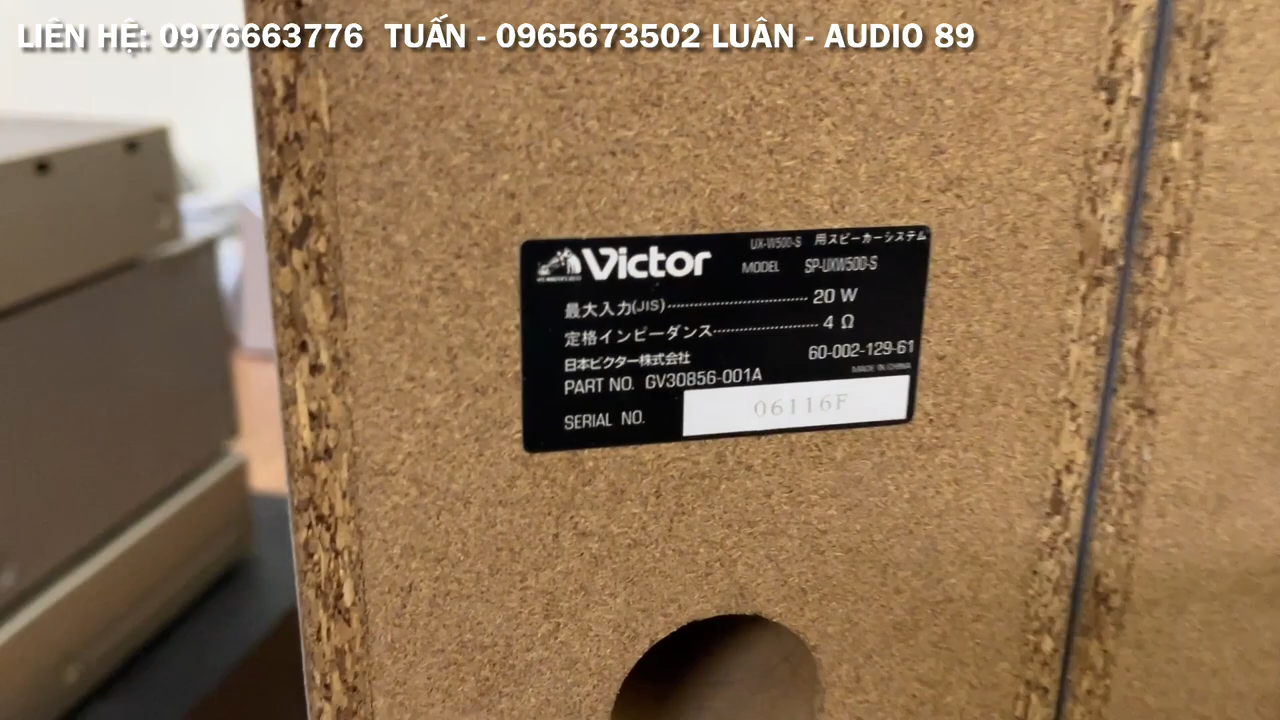 LIÊN HỆ: 0976663776 TUẤN - 0965673502 LUÂN - AUDIO 89
UX-W500-S 用スピーカーシステム
Victor MODEL SP-UXW500-S
最大入力(JIS) 20 W
定格インピーダンス 4 Ω
日本ビクター株式会社 60-002-129-61
PART NO. GV30856-001A MADE IN CHINA
SERIAL NO. 06116F